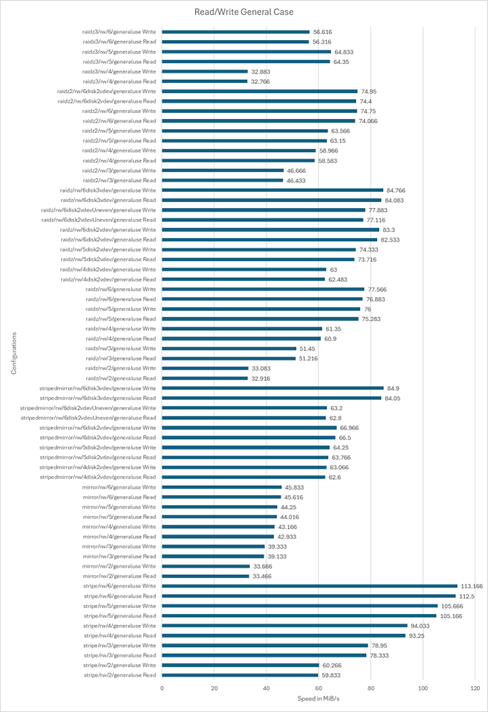 Read/Write General Case
raidz3/rw/6/generaluse Write 56.616
raidz3/rw/6/generaluse Read 56.316
raidz3/rw/5/generaluse Write 64.833
raidz3/rw/5/generaluse Read 64.35
raidz3/rw/4/generaluse Write 32.883
raidz3/rw/4/generaluse Read 32.766
raidz2/rw/6disk2vdev/generaluse Write 74.95
raidz2/rw/6disk2vdev/generaluse Read 74.4
raidz2/rw/6/generaluse Write 74.75
raidz2/rw/6/generaluse Read 74.066
raidz2/rw/5/generaluse Write 63.566
raidz2/rw/5/generaluse Read 63.15
raidz2/rw/4/generaluse Write 58.966
raidz2/rw/4/generaluse Read 58.583
raidz2/rw/3/generaluse Write 46.666
raidz2/rw/3/generaluse Read 46.433
raidz/rw/6disk3vdev/generaluse Write 84.766
raidz/rw/6disk3vdev/generaluse Read 84.083
raidz/rw/6disk2vdevUneven/generaluse Write 77.883
raidz/rw/6disk2vdevUneven/generaluse Read 77.116
raidz/rw/6disk2vdev/generaluse Write 83.3
raidz/rw/6disk2vdev/generaluse Read 82.533
raidz/rw/5disk2vdev/generaluse Write 74.333
raidz/rw/5disk2vdev/generaluse Read 73.716
raidz/rw/4disk2vdev/generaluse Write 63
raidz/rw/4disk2vdev/generaluse Read 62.483
raidz/rw/6/generaluse Write 77.566
raidz/rw/6/generaluse Read 76.883
raidz/rw/5/generaluse Write 76
raidz/rw/5/generaluse Read 75.283
raidz/rw/4/generaluse Write 61.35
raidz/rw/4/generaluse Read 60.9
raidz/rw/3/generaluse Write 51.45
raidz/rw/3/generaluse Read 51.216
raidz/rw/2/generaluse Write 33.083
raidz/rw/2/generaluse Read 32.916
stripedmirror/rw/6disk3vdev/generaluse Write 84.9
stripedmirror/rw/6disk3vdev/generaluse Read 84.05
stripedmirror/rw/6disk2vdevUneven/generaluse Write 63.2
stripedmirror/rw/6disk2vdevUneven/generaluse Read 62.8
stripedmirror/rw/6disk2vdev/generaluse Write 66.966
stripedmirror/rw/6disk2vdev/generaluse Read 66.5
stripedmirror/rw/5disk2vdev/generaluse Write 64.25
stripedmirror/rw/5disk2vdev/generaluse Read 63.766
stripedmirror/rw/4disk2vdev/generaluse Write 63.066
stripedmirror/rw/4disk2vdev/generaluse Read 62.6
mirror/rw/6/generaluse Write 45.833
mirror/rw/6/generaluse Read 45.616
mirror/rw/5/generaluse Write 44.25
mirror/rw/5/generaluse Read 44.016
mirror/rw/4/generaluse Write 43.166
mirror/rw/4/generaluse Read 42.933
mirror/rw/3/generaluse Write 39.333
mirror/rw/3/generaluse Read 39.133
mirror/rw/2/generaluse Write 33.666
mirror/rw/2/generaluse Read 33.466
stripe/rw/6/generaluse Write 113.166
stripe/rw/6/generaluse Read 112.5
stripe/rw/5/generaluse Write 105.666
stripe/rw/5/generaluse Read 105.166
stripe/rw/4/generaluse Write 94.033
stripe/rw/4/generaluse Read 93.25
stripe/rw/3/generaluse Write 78.95
stripe/rw/3/generaluse Read 78.333
stripe/rw/2/generaluse Write 60.266
stripe/rw/2/generaluse Read 59.833
Configurations
0 20 40 60 80 100 120
Speed in MiB/s